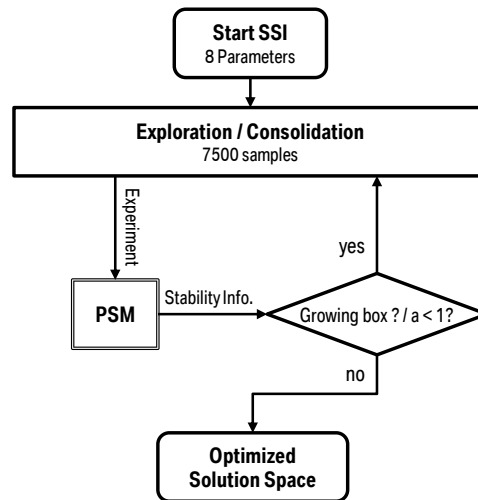 Start SSI
8 Parameters
Exploration / Consolidation
7500 samples
Experiment
yes
PSM
Stability Info.
Growing box ? / a < 1?
no
Optimized
Solution Space